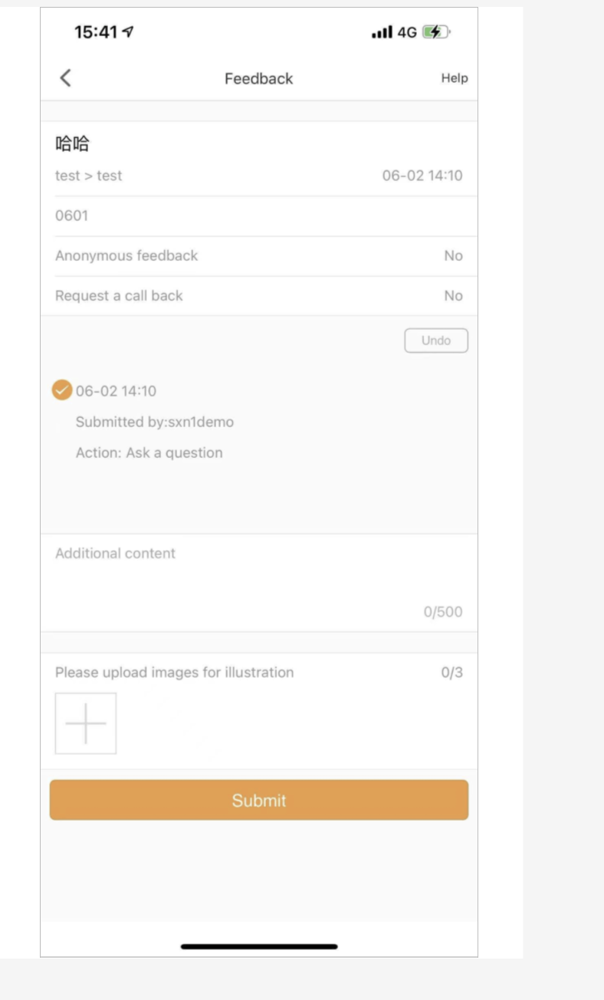 15:41 4G
Feedback Help
哈哈
test > test 06-02 14:10
0601
Anonymous feedback No
Request a call back No
Undo
06-02 14:10
Submitted by:sxn1demo
Action: Ask a question
Additional content
0/500
Please upload images for illustration 0/3
Submit